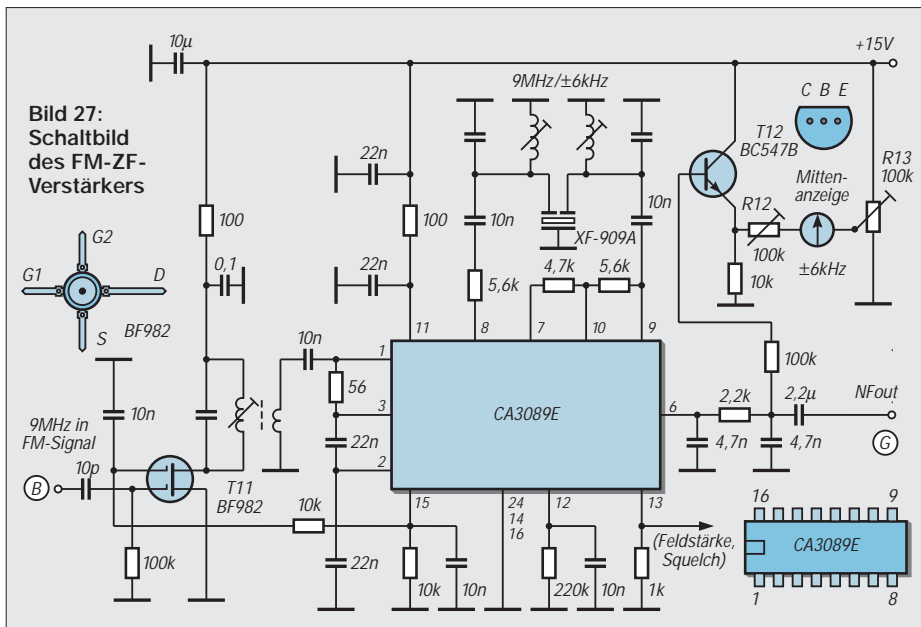 10µ
+15V
9MHz/±6kHz
C B E
Bild 27:
Schaltbild
des FM-ZF-
Verstärkers
T12
BC547B
22n
Mitten-
anzeige
R13
100k
100
100
10n
10n
R12
XF-909A
100k
±6kHz
G2
G1
D
S
BF982
0,1
22n
5,6k
4,7k
5,6k
10k
11
8
7
10
9
10n
1
100k
56
3
CA3089E
6
2,2k
2,2µ
NFout
G
9MHz in
FM-Signal
10n
22n
2
4,7n
4,7n
10p
B
T11
BF982
15
24
14
16
12
13
16
9
10k
(Feldstärke,
Squelch)
CA3089E
100k
22n
10k
10n
220k
10n
1k
1
8